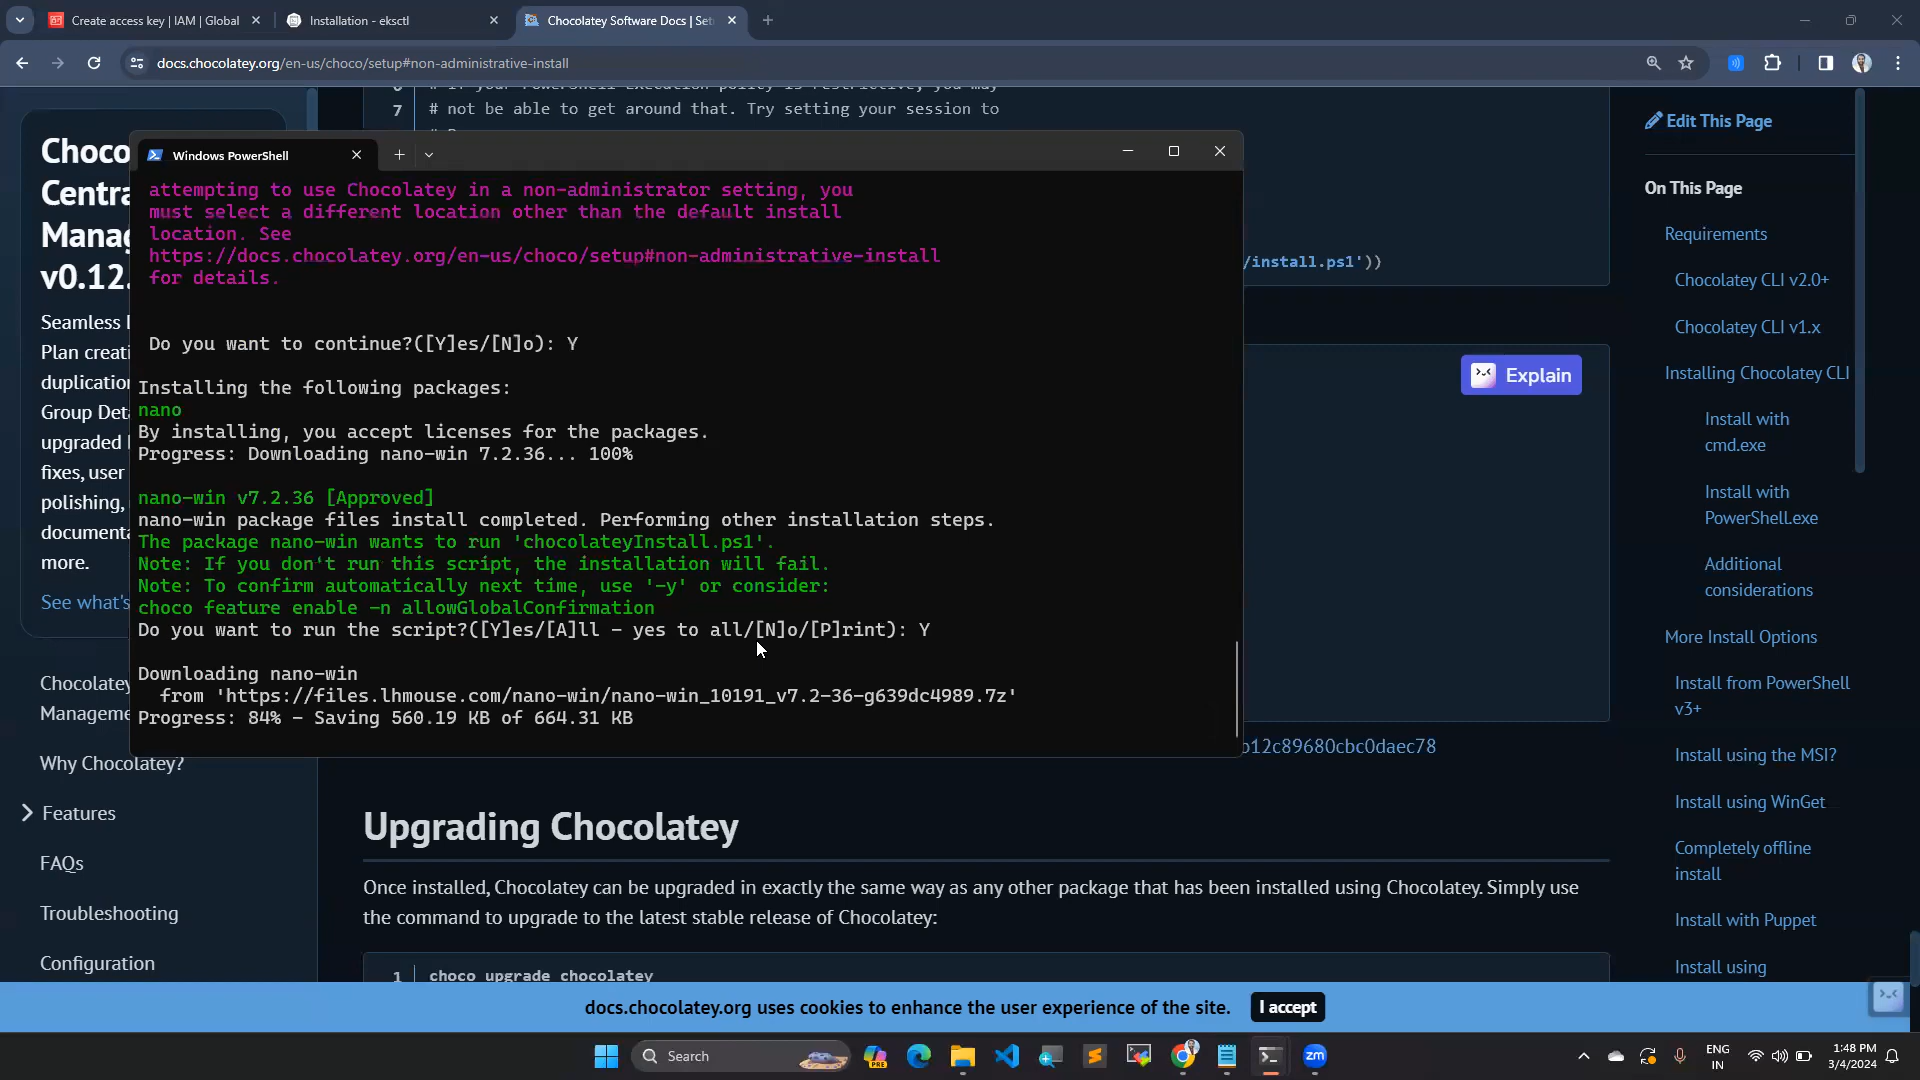 Create access key | IAM | Global
Installation - eksctl
Chocolatey Software Docs | Set
docs.chocolatey.org/en-us/choco/setup#non-administrative-install
7 # not be able to get around that. Try setting your session to
Edit This Page
On This Page
Requirements
Chocolatey CLI v2.0+
Chocolatey CLI v1.x
Installing Chocolatey CLI
Install with
cmd.exe
Install with
PowerShell.exe
Additional
considerations
More Install Options
Install from PowerShell
v3+
Install using the MSI?
Install using WinGet
Completely offline
install
Install with Puppet
Install using
Choco
Centra
Manag
v0.12.
Seamless
Plan creati
duplication
Group Deta
upgraded
fixes, user
polishing,
documenta
more.
See what's
Chocolatey
Manageme
Why Chocolatey?
Features
FAQs
Troubleshooting
Configuration
Windows PowerShell
attempting to use Chocolatey in a non-administrator setting, you
must select a different location other than the default install
location. See
https://docs.chocolatey.org/en-us/choco/setup#non-administrative-install
for details.
Do you want to continue?([Y]es/[N]o): Y
Installing the following packages:
nano
By installing, you accept licenses for the packages.
Progress: Downloading nano-win 7.2.36... 100%
nano-win v7.2.36 [Approved]
nano-win package files install completed. Performing other installation steps.
The package nano-win wants to run 'chocolateyInstall.ps1'.
Note: If you don't run this script, the installation will fail.
Note: To confirm automatically next time, use '-y' or consider:
choco feature enable -n allowGlobalConfirmation
Do you want to run the script?([Y]es/[A]ll - yes to all/[N]o/[P]rint): Y
Downloading nano-win
from 'https://files.lhmouse.com/nano-win/nano-win_10191_v7.2-36-g639dc4989.7z'
Progress: 84% - Saving 560.19 KB of 664.31 KB
/install.ps1'))
Explain
b12c89680cbc0daec78
Upgrading Chocolatey
Once installed, Chocolatey can be upgraded in exactly the same way as any other package that has been installed using Chocolatey. Simply use
the command to upgrade to the latest stable release of Chocolatey:
1 choco upgrade chocolatey
docs.chocolatey.org uses cookies to enhance the user experience of the site.
I accept
Search
PRE
zm
ENG
IN
1:48 PM
3/4/2024